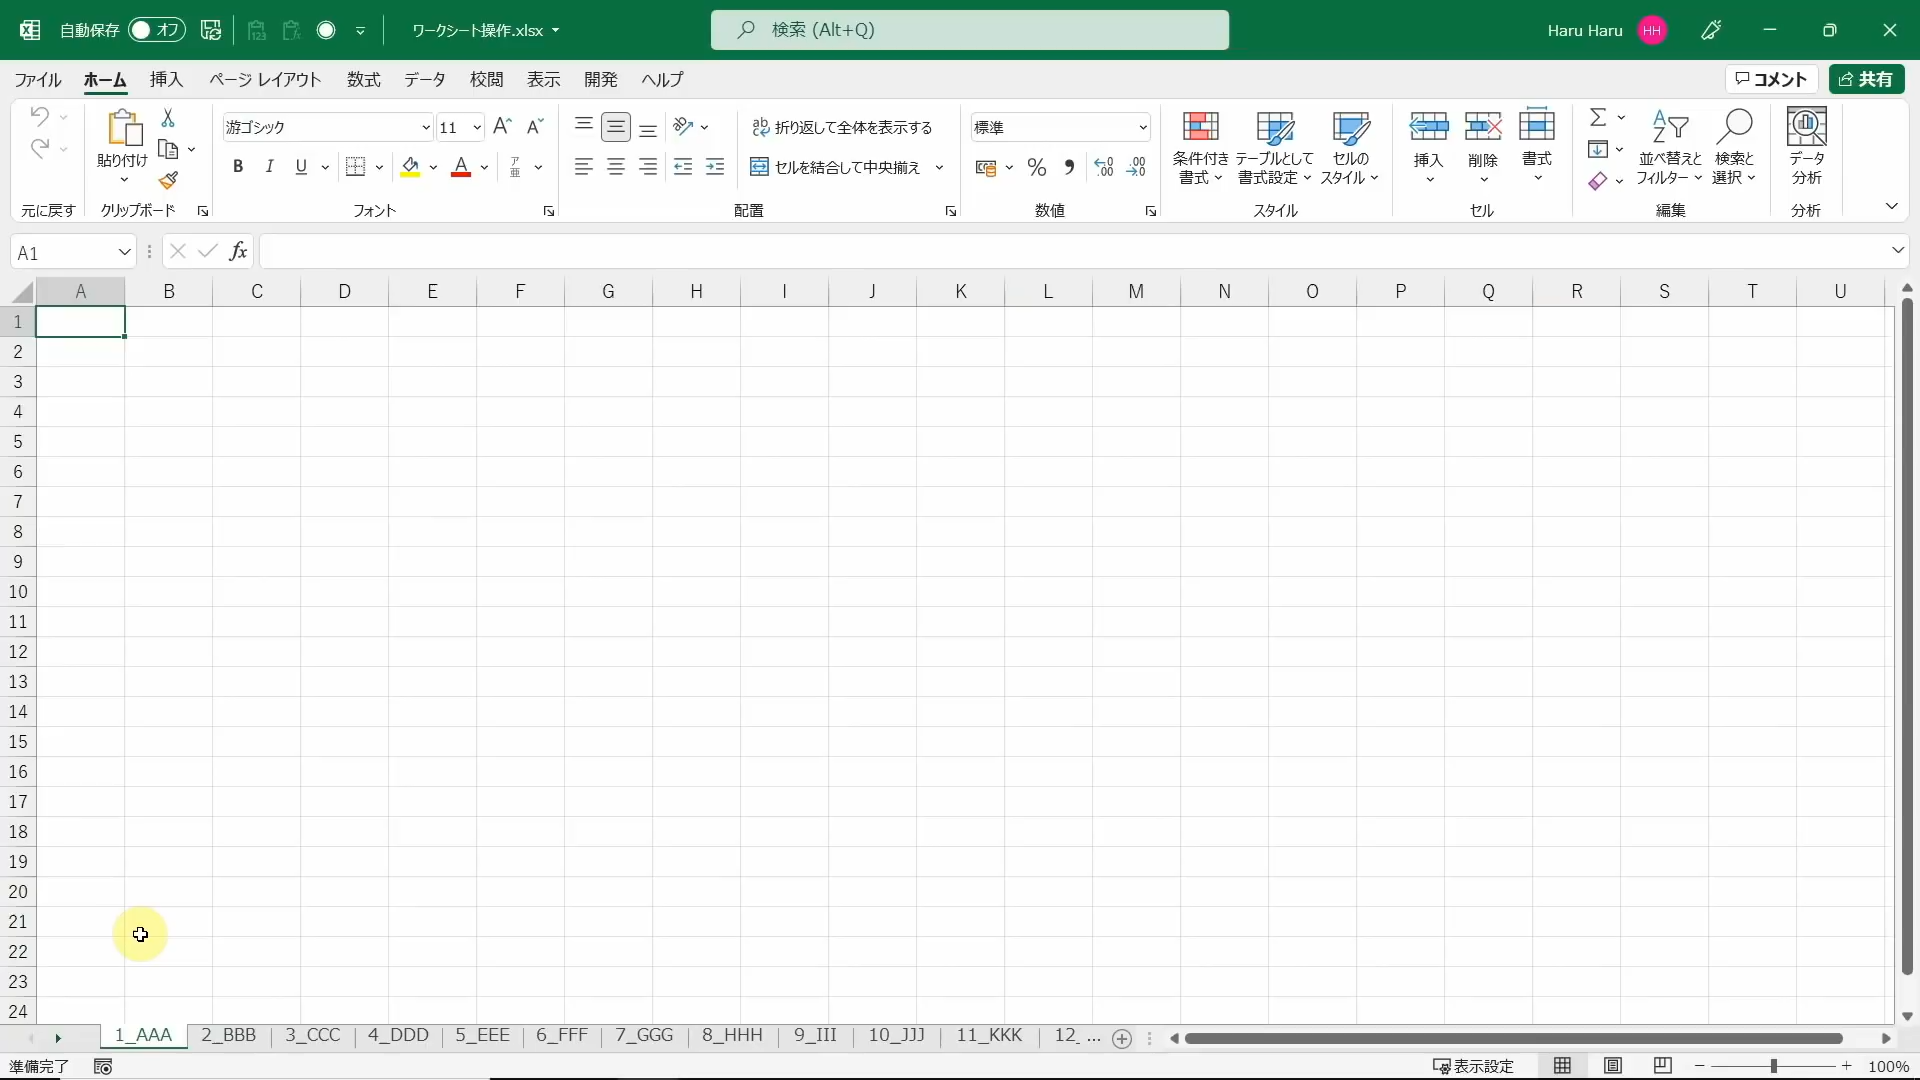 自動保存 オフ ワークシート操作.xlsx 検索 (Alt+Q) Haru Haru HH
ファイル ホーム 挿入 ページ レイアウト 数式 データ 校閲 表示 開発 ヘルプ コメント 共有
貼り付け 游ゴシック 11 折り返して全体を表示する 標準 条件付き書式 テーブルとして書式設定 セルのスタイル 挿入 削除 書式 並べ替えとフィルター 検索と選択 データ分析
B I U A ア亜 セルを結合して中央揃え % .00
元に戻す クリップボード フォント 配置 数値 スタイル セル 編集 分析
A1 fx
A B C D E F G H I J K L M N O P Q R S T U
1
2
3
4
5
6
7
8
9
10
11
12
13
14
15
16
17
18
19
20
21
22
23
24
1_AAA 2_BBB 3_CCC 4_DDD 5_EEE 6_FFF 7_GGG 8_HHH 9_III 10_JJJ 11_KKK 12_ ...
準備完了 表示設定 100%